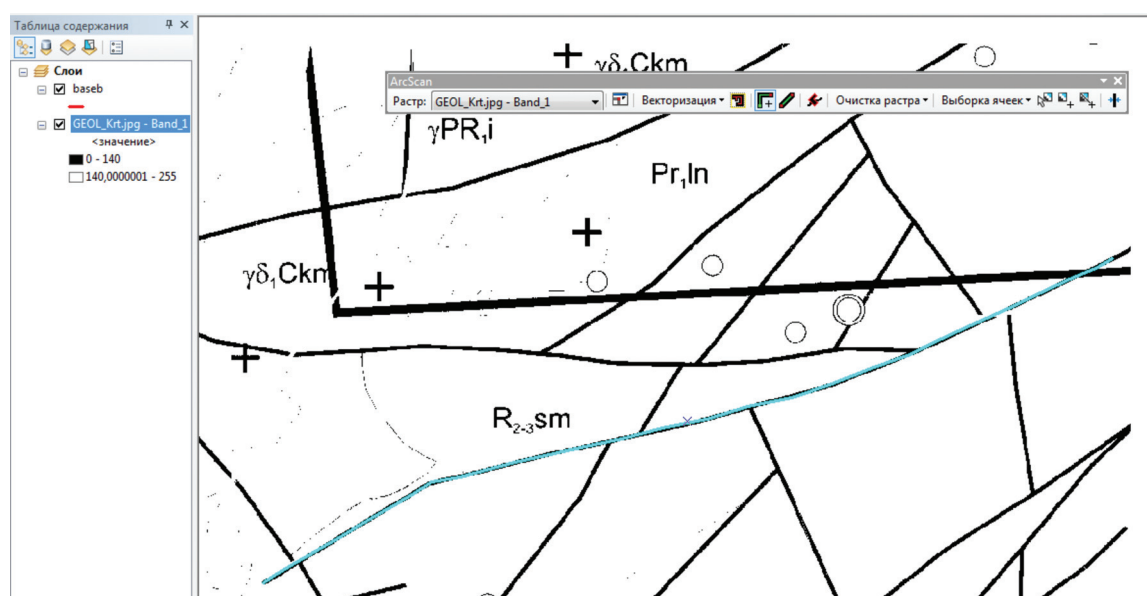 Таблица содержания
Слои
baseb
GEOL_Krt.jpg - Band_1
<значение>
0 - 140
140,0000001 - 255
γδ₁Ckm
ArcScan
Растр: GEOL_Krt.jpg - Band_1 Векторизация Очистка растра Выборка ячеек
γPR₁i
Pr₁ln
γδ₁Ckm
R₂₋₃sm